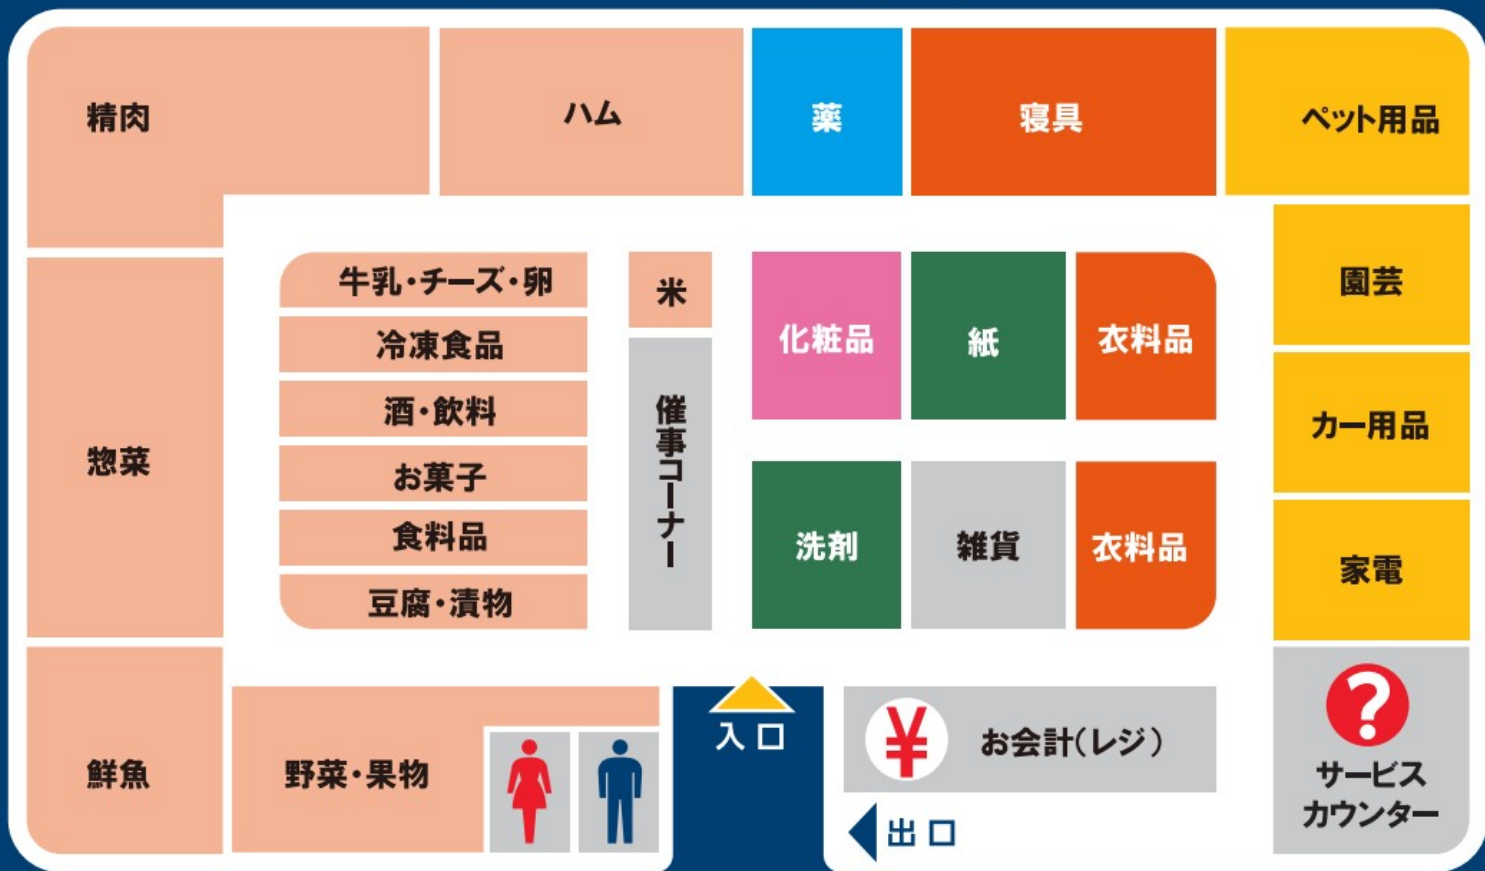 精肉
ハム
薬
寝具
ペット用品
牛乳・チーズ・卵
冷凍食品
酒・飲料
お菓子
食料品
豆腐・漬物
米
催事コーナー
化粧品
紙
衣料品
園芸
カー用品
惣菜
洗剤
雑貨
衣料品
家電
鮮魚
野菜・果物
入口
¥
お会計(レジ)
出口
?
サービス
カウンター